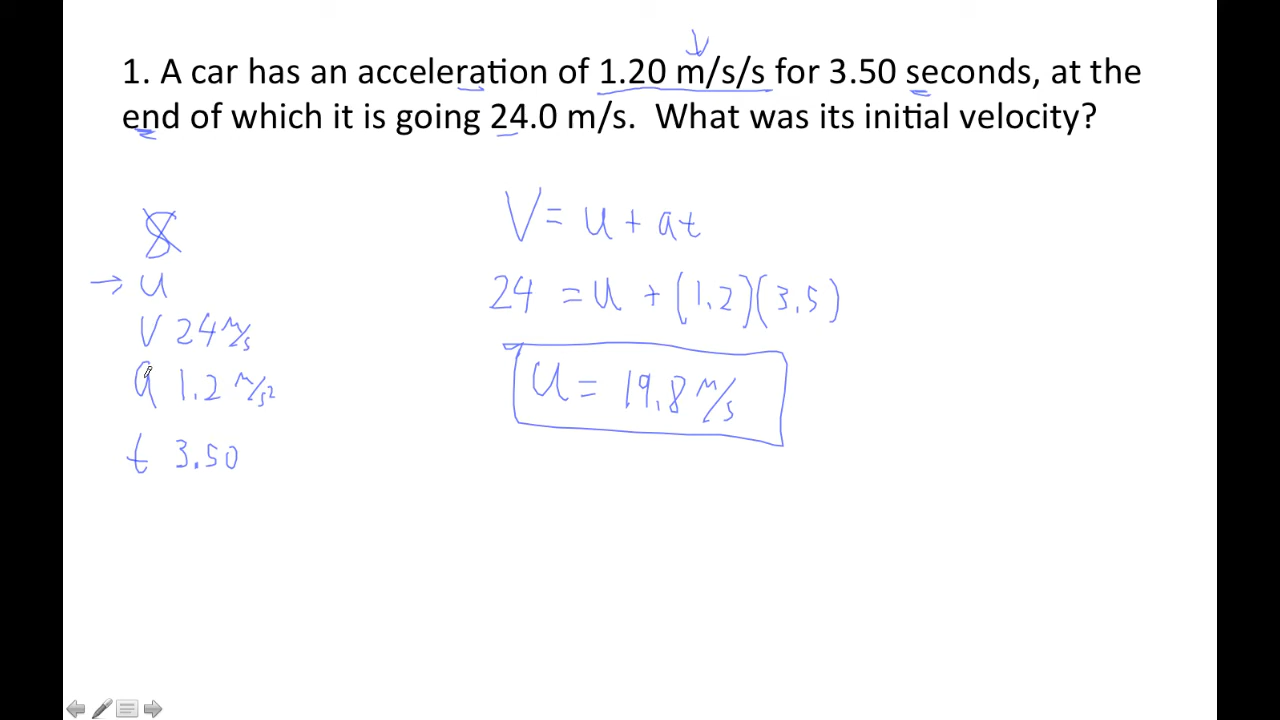 1. A car has an acceleration of 1.20 m/s/s for 3.50 seconds, at the
end of which it is going 24.0 m/s. What was its initial velocity?
S
→ u
V 24 m/s
a 1.2 m/s²
t 3.50
V = u + at
24 = u + (1.2)(3.5)
u = 19.8 m/s